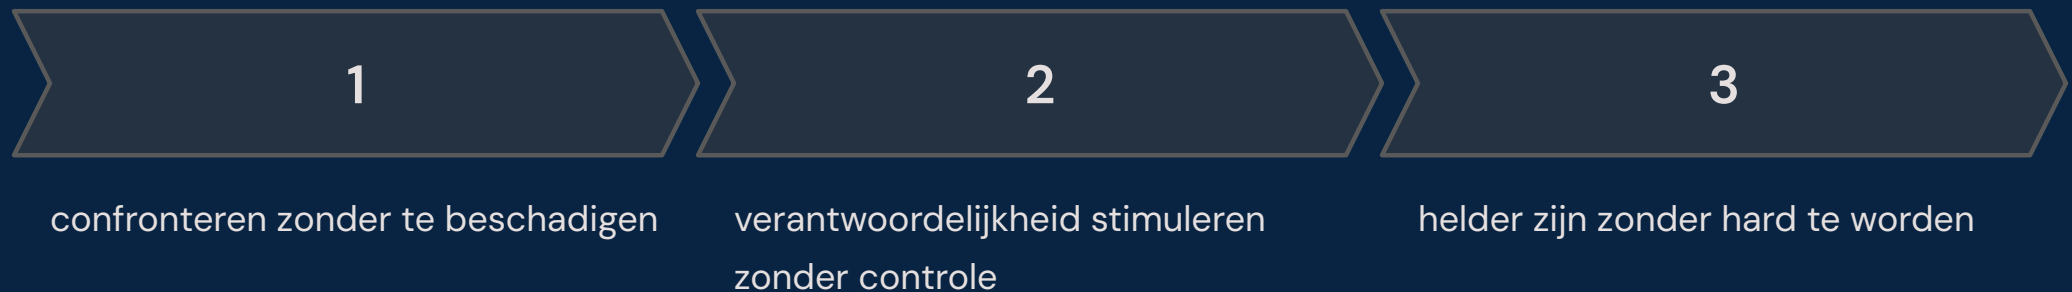 1
confronteren zonder te beschadigen
2
verantwoordelijkheid stimuleren
zonder controle
3
helder zijn zonder hard te worden